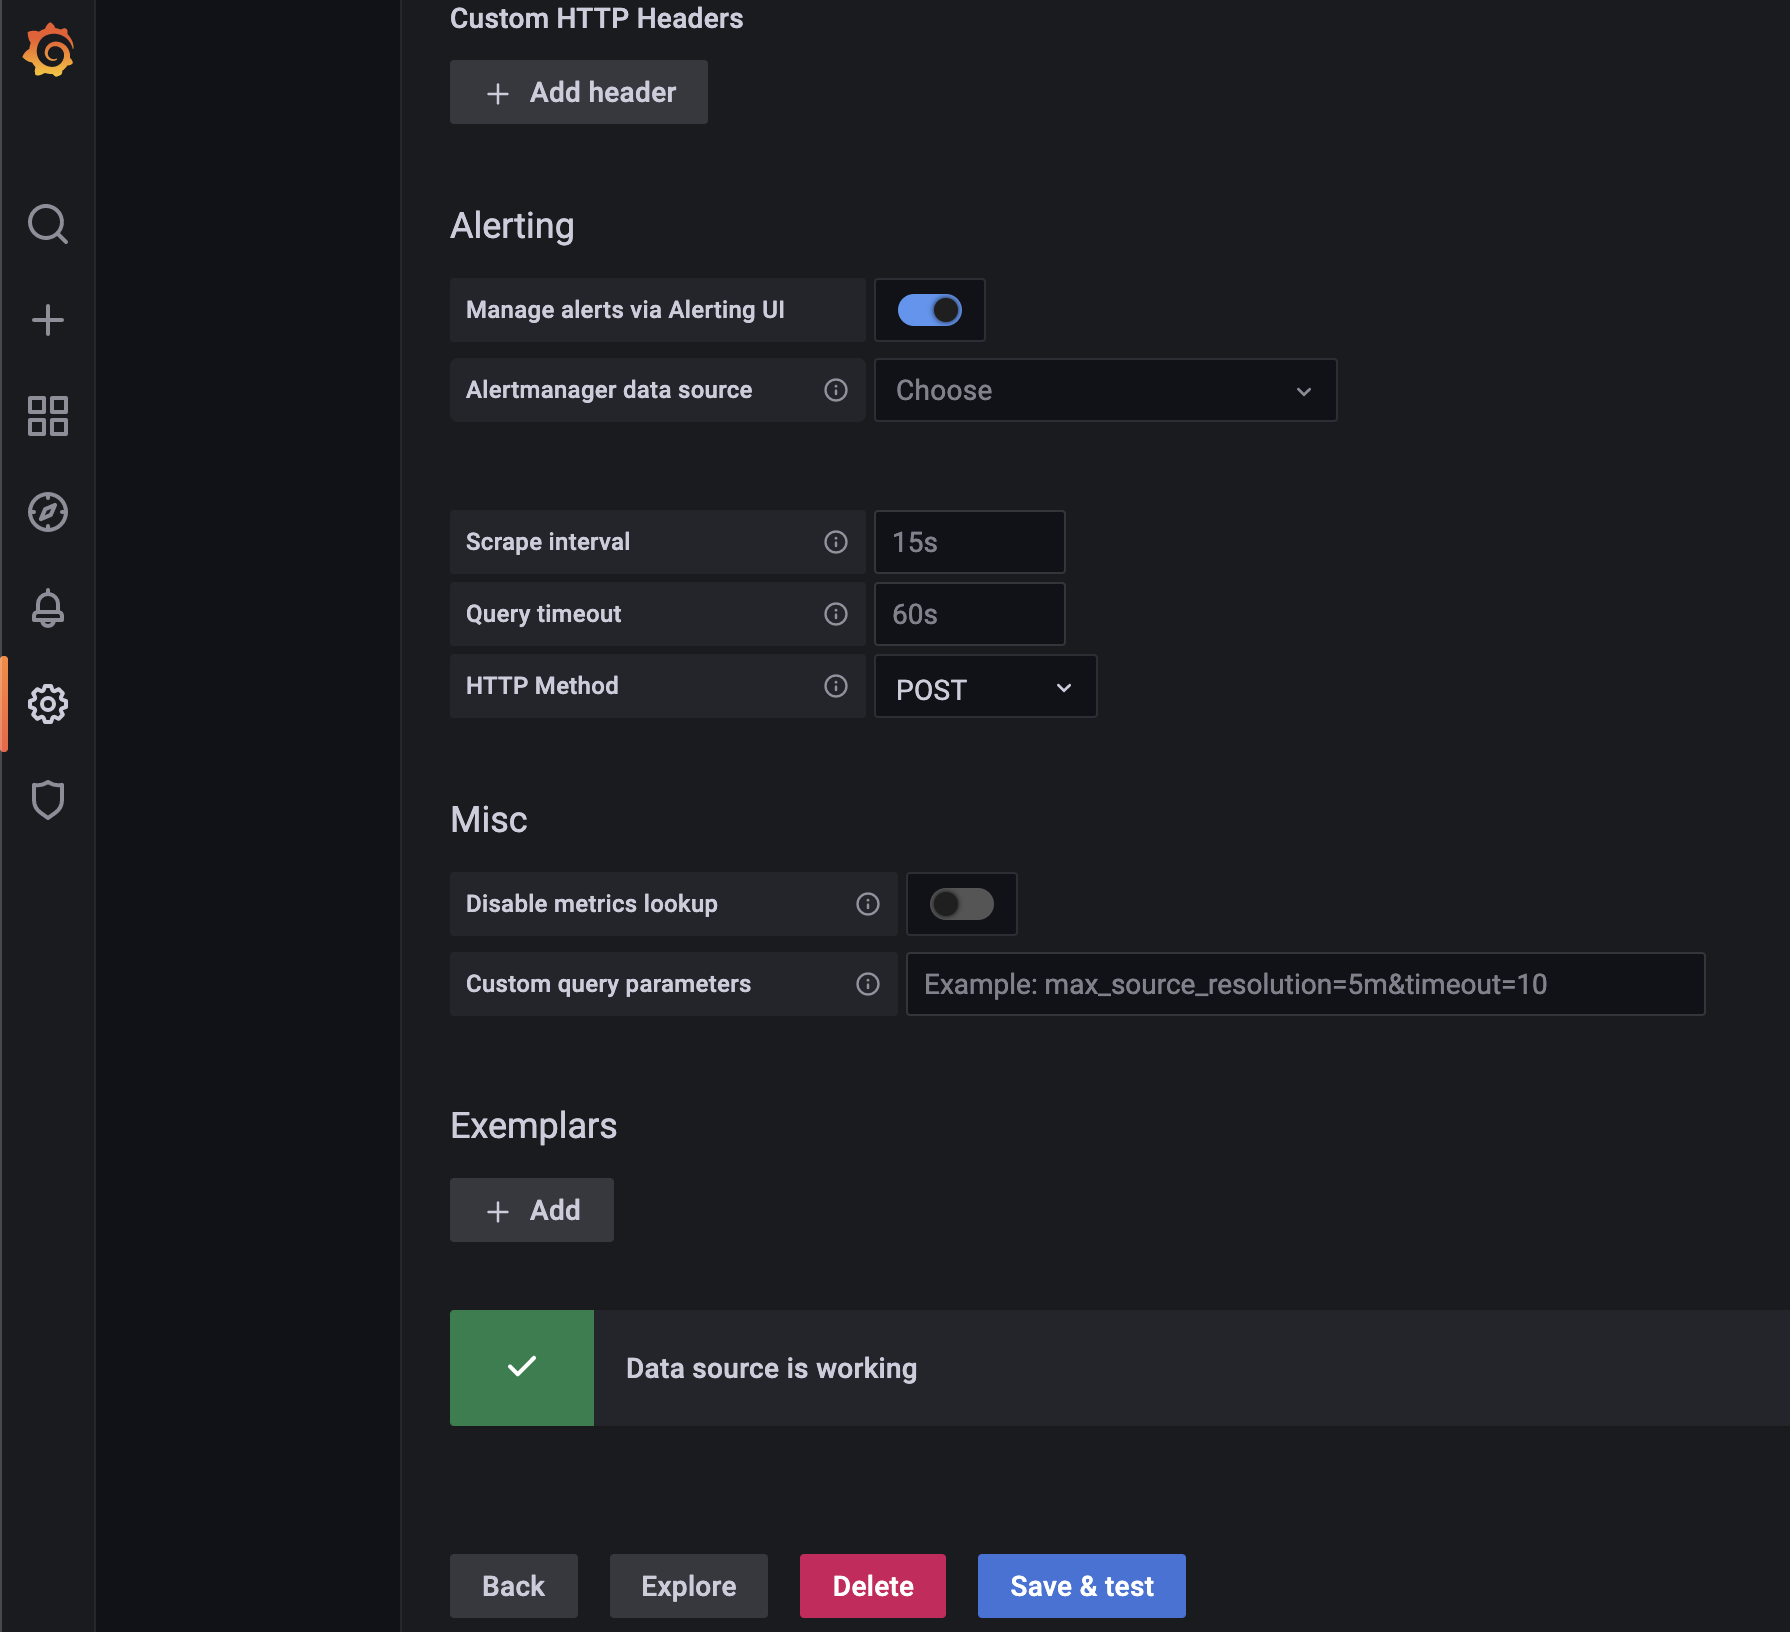 Custom HTTP Headers
Add header
Alerting
Manage alerts via Alerting UI
Alertmanager data source
Choose
Scrape interval
15s
Query timeout
60s
HTTP Method
POST
Misc
Disable metrics lookup
Custom query parameters
Example: max_source_resolution=5m&timeout=10
Exemplars
Add
Data source is working
Back
Explore
Delete
Save & test